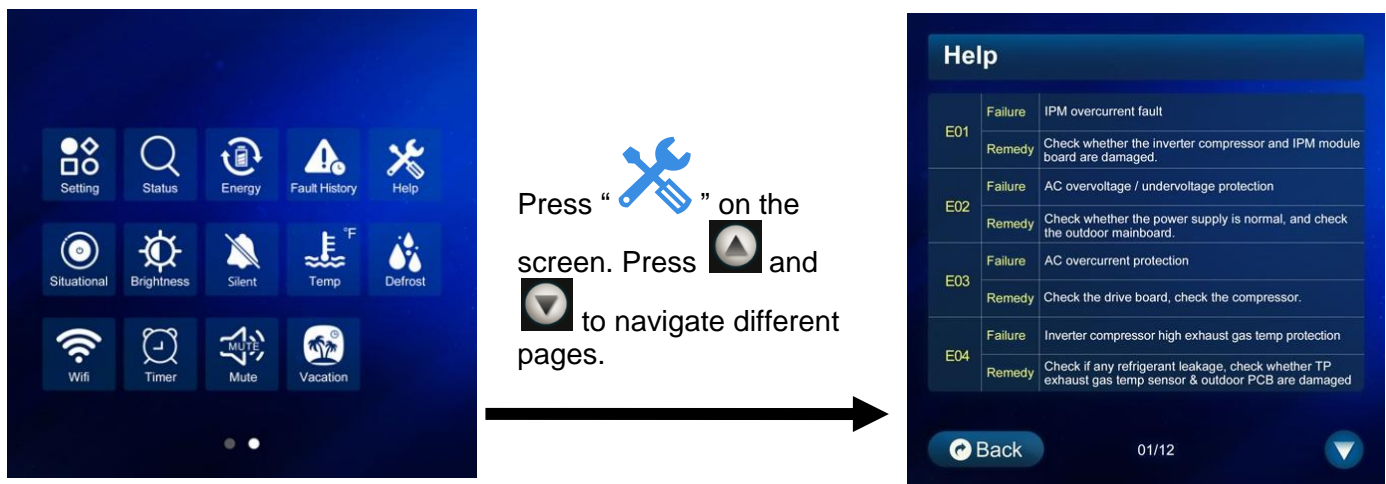 Setting
Status
Energy
Fault History
Help
Situational
Brightness
Silent
°F
Temp
Defrost
Wifi
Timer
MUTE
Mute
Vacation
Press “ ” on the
screen. Press and
to navigate different
pages.
Help
E01
Failure
IPM overcurrent fault
Remedy
Check whether the inverter compressor and IPM module
board are damaged.
E02
Failure
AC overvoltage / undervoltage protection
Remedy
Check whether the power supply is normal, and check
the outdoor mainboard.
E03
Failure
AC overcurrent protection
Remedy
Check the drive board, check the compressor.
E04
Failure
Inverter compressor high exhaust gas temp protection
Remedy
Check if any refrigerant leakage, check whether TP
exhaust gas temp sensor & outdoor PCB are damaged
Back
01/12